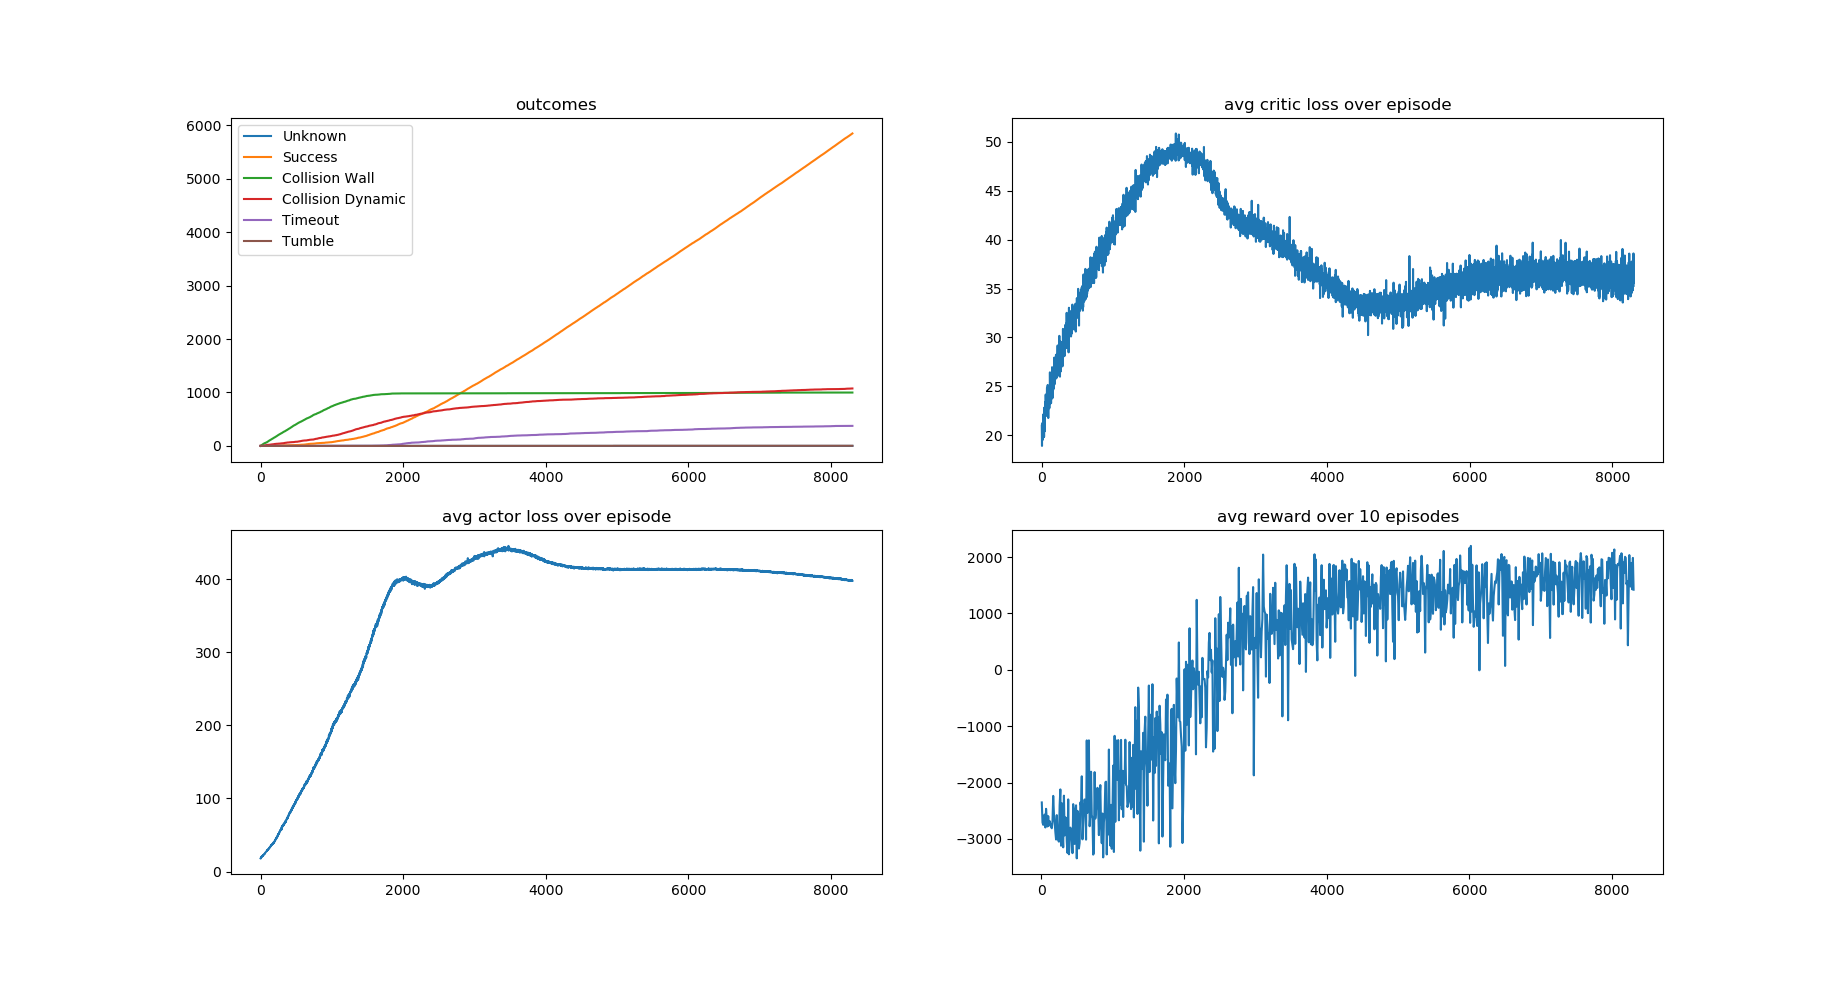 outcomes
6000
5000
4000
3000
2000
1000
0
Unknown
Success
Collision Wall
Collision Dynamic
Timeout
Tumble
0 2000 4000 6000 8000
avg critic loss over episode
50
45
40
35
30
25
20
0 2000 4000 6000 8000
avg actor loss over episode
400
300
200
100
0
0 2000 4000 6000 8000
avg reward over 10 episodes
2000
1000
0
−1000
−2000
−3000
0 2000 4000 6000 8000